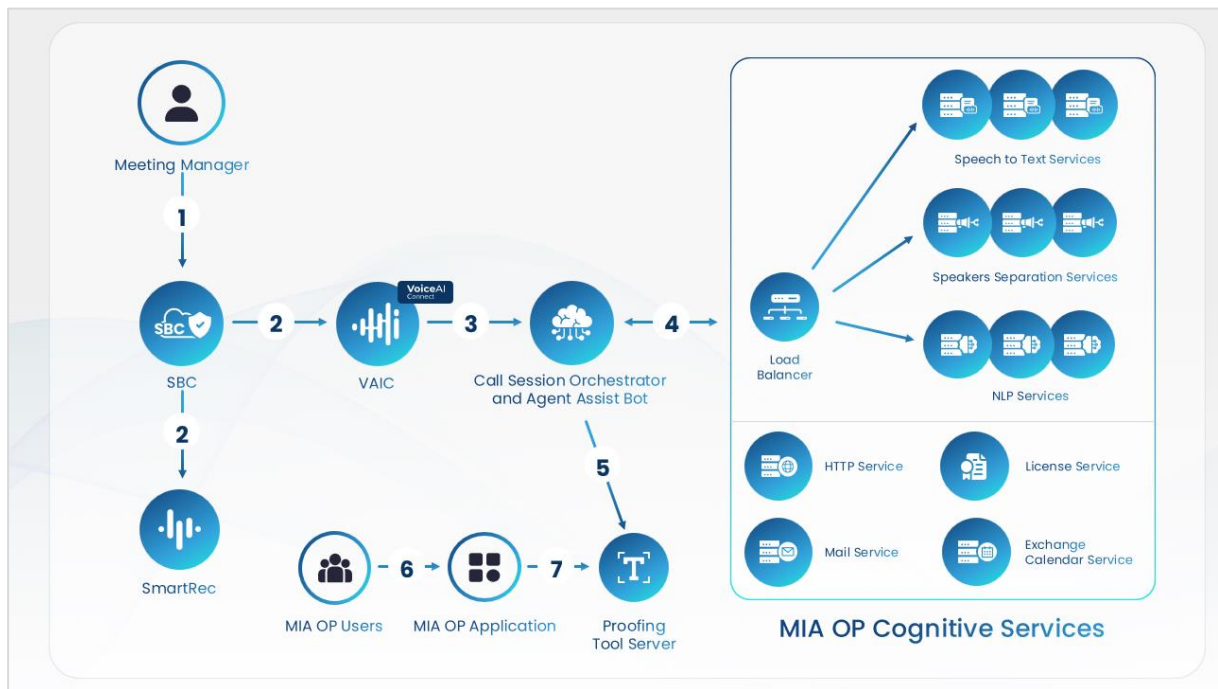 Meeting Manager
1
SBC
SBC
2
VoiceAI
Connect
VAIC
3
Call Session Orchestrator
and Agent Assist Bot
4
2
SmartRec
5
MIA OP Users
6
MIA OP Application
7
T
Proofing
Tool Server
Load
Balancer
Speech to Text Services
Speakers Separation Services
NLP Services
HTTP Service
License Service
Mail Service
Exchange
Calendar Service
MIA OP Cognitive Services